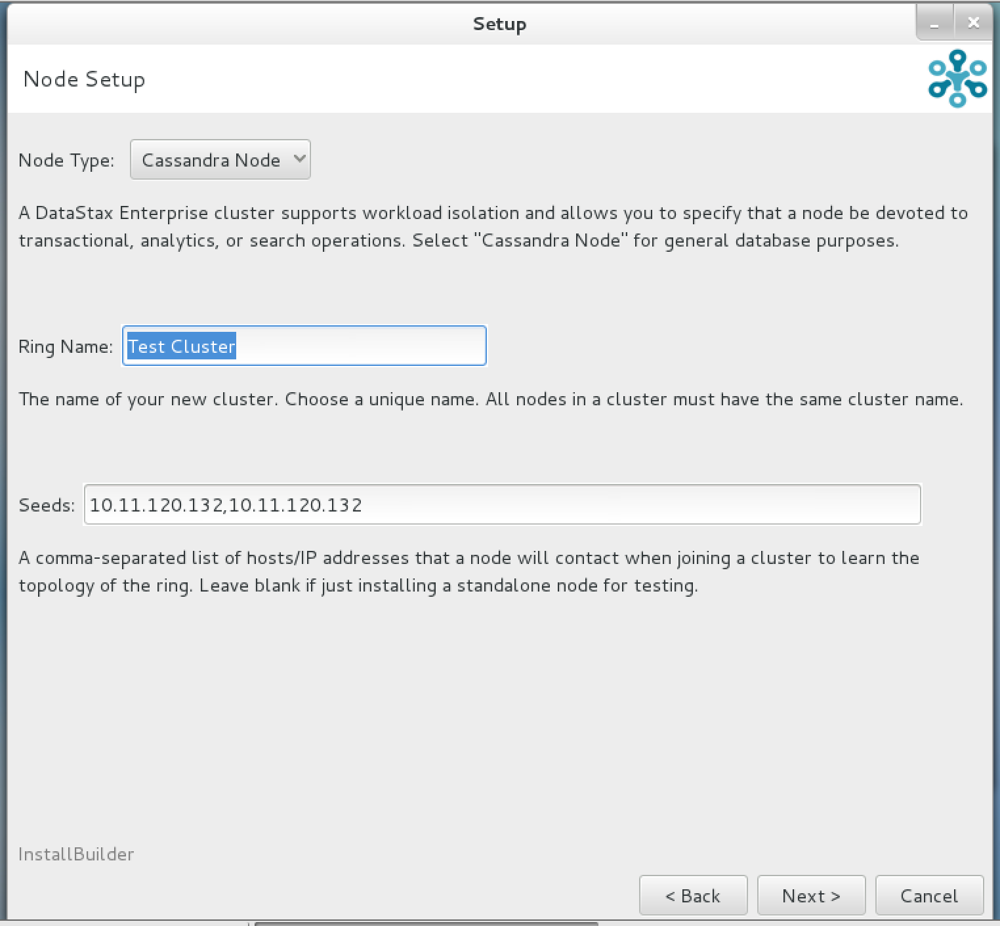 Setup
Node Setup
Node Type: Cassandra Node
A DataStax Enterprise cluster supports workload isolation and allows you to specify that a node be devoted to
transactional, analytics, or search operations. Select "Cassandra Node" for general database purposes.
Ring Name: Test Cluster
The name of your new cluster. Choose a unique name. All nodes in a cluster must have the same cluster name.
Seeds: 10.11.120.132,10.11.120.132
A comma-separated list of hosts/IP addresses that a node will contact when joining a cluster to learn the
topology of the ring. Leave blank if just installing a standalone node for testing.
InstallBuilder
< Back Next > Cancel